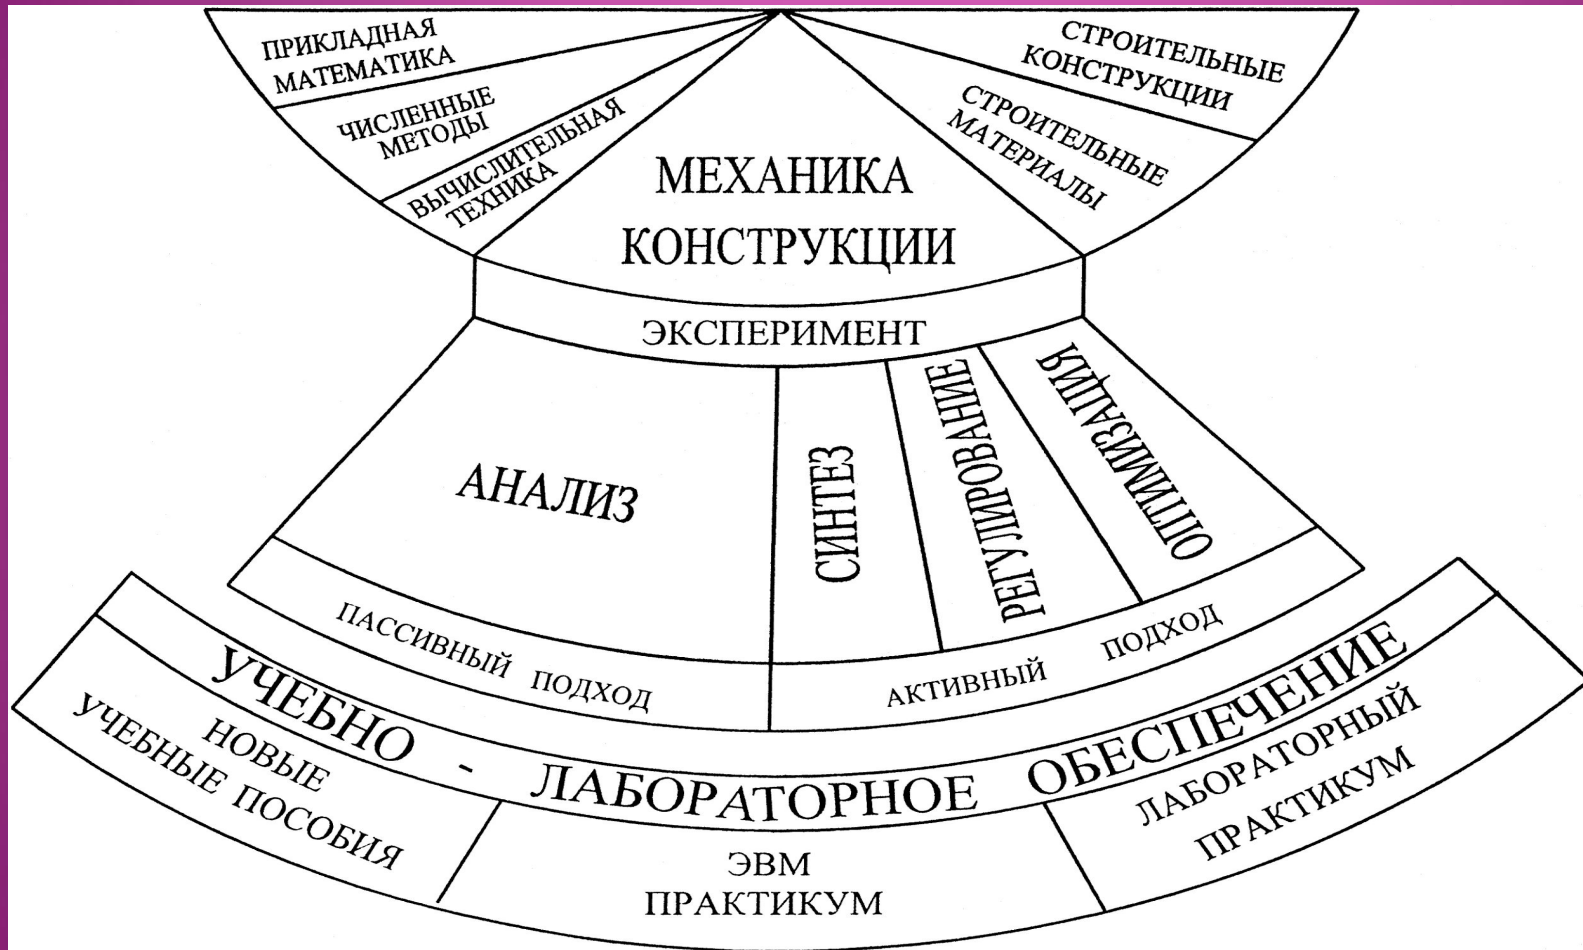 ПРИКЛАДНАЯ
МАТЕМАТИКА
ЧИСЛЕННЫЕ
МЕТОДЫ
ВЫЧИСЛИТЕЛЬНАЯ
ТЕХНИКА
МЕХАНИКА
КОНСТРУКЦИИ
СТРОИТЕЛЬНЫЕ
МАТЕРИАЛЫ
СТРОИТЕЛЬНЫЕ
КОНСТРУКЦИИ
ЭКСПЕРИМЕНТ
АНАЛИЗ
СИНТЕЗ
РЕГУЛИРОВАНИЕ
ОПТИМИЗАЦИЯ
ПАССИВНЫЙ ПОДХОД
АКТИВНЫЙ ПОДХОД
УЧЕБНО - ЛАБОРАТОРНОЕ ОБЕСПЕЧЕНИЕ
НОВЫЕ
УЧЕБНЫЕ ПОСОБИЯ
ЭВМ
ПРАКТИКУМ
ЛАБОРАТОРНЫЙ
ПРАКТИКУМ